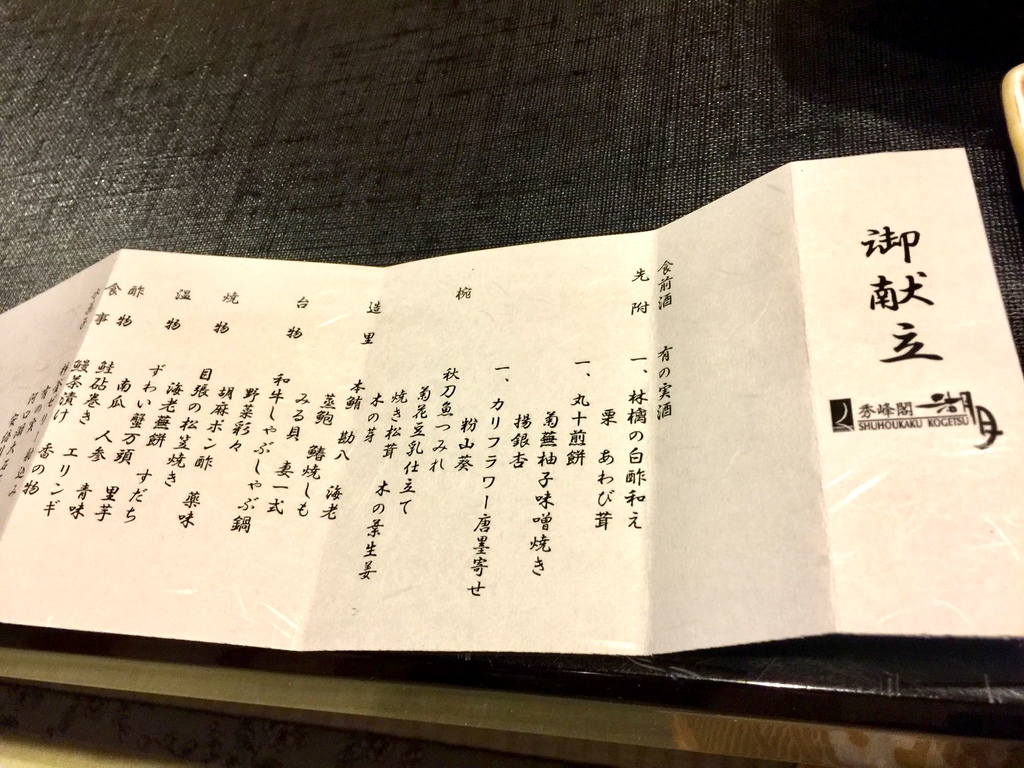 御献立
秀峰閣 湖月
SHUHOUKAKU KOGETSU
食前酒 有の実酒
先附 一、林檎の白酢和え
栗 あわび茸
一、丸十煎餅
菊蕪柚子味噌焼き
揚銀杏
一、カリフラワー唐墨寄せ
粉山葵
椀 秋刀魚つみれ
菊花豆乳仕立て
焼き松茸
木の芽 木の葉生姜
造里 本鮪 勘八 海老
蒸鮑 鰆焼しも
みる貝 妻一式
台物 和牛しゃぶしゃぶ鍋
野菜彩々
胡麻ポン酢 薬味
焼物 目張の松笠焼き
海老蕪餅
温物 ずわい蟹万頭 すだち
南瓜 人参 里芋 青味
酢物 鮭砧巻き エリンギ
食事 鰻茶漬け 香の物